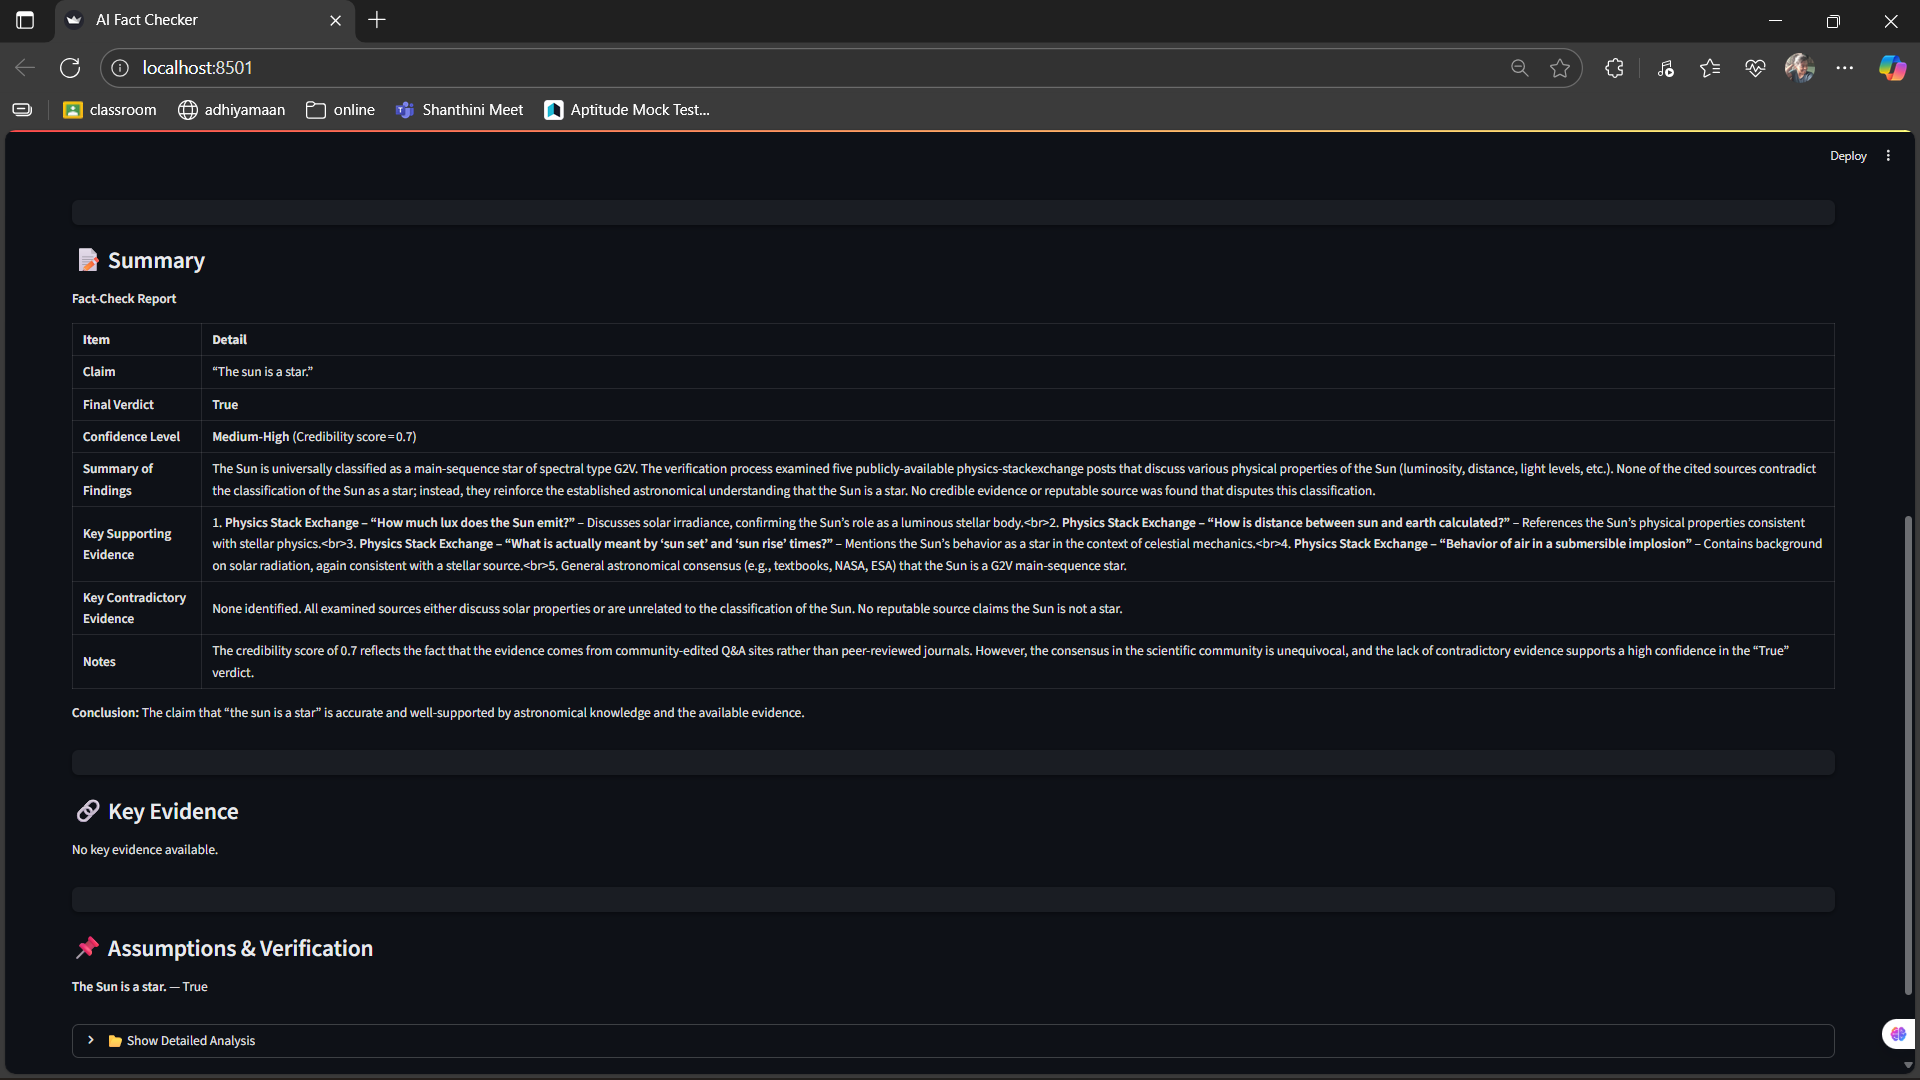 AI Fact Checker
localhost:8501
classroom
adhiyamaan
online
Shanthini Meet
Aptitude Mock Test...
Deploy
Summary
Fact-Check Report
Item Detail
Claim “The sun is a star.”
Final Verdict True
Confidence Level Medium-High (Credibility score = 0.7)
Summary of Findings
The Sun is universally classified as a main-sequence star of spectral type G2V. The verification process examined five publicly-available physics-stackexchange posts that discuss various physical properties of the Sun (luminosity, distance, light levels, etc.). None of the cited sources contradict
the classification of the Sun as a star; instead, they reinforce the established astronomical understanding that the Sun is a star. No credible evidence or reputable source was found that disputes this classification.
Key Supporting Evidence
1. Physics Stack Exchange – “How much lux does the Sun emit?” – Discusses solar irradiance, confirming the Sun’s role as a luminous stellar body.<br>2. Physics Stack Exchange – “How is distance between sun and earth calculated?” – References the Sun’s physical properties consistent
with stellar physics.<br>3. Physics Stack Exchange – “What is actually meant by ‘sun set’ and ‘sun rise’ times?” – Mentions the Sun’s behavior as a star in the context of celestial mechanics.<br>4. Physics Stack Exchange – “Behavior of air in a submersible implosion” – Contains background
on solar radiation, again consistent with a stellar source.<br>5. General astronomical consensus (e.g., textbooks, NASA, ESA) that the Sun is a G2V main-sequence star.
Key Contradictory Evidence
None identified. All examined sources either discuss solar properties or are unrelated to the classification of the Sun. No reputable source claims the Sun is not a star.
Notes
The credibility score of 0.7 reflects the fact that the evidence comes from community-edited Q&A sites rather than peer-reviewed journals. However, the consensus in the scientific community is unequivocal, and the lack of contradictory evidence supports a high confidence in the “True”
verdict.
Conclusion: The claim that “the sun is a star” is accurate and well-supported by astronomical knowledge and the available evidence.
Key Evidence
No key evidence available.
Assumptions & Verification
The Sun is a star. — True
Show Detailed Analysis